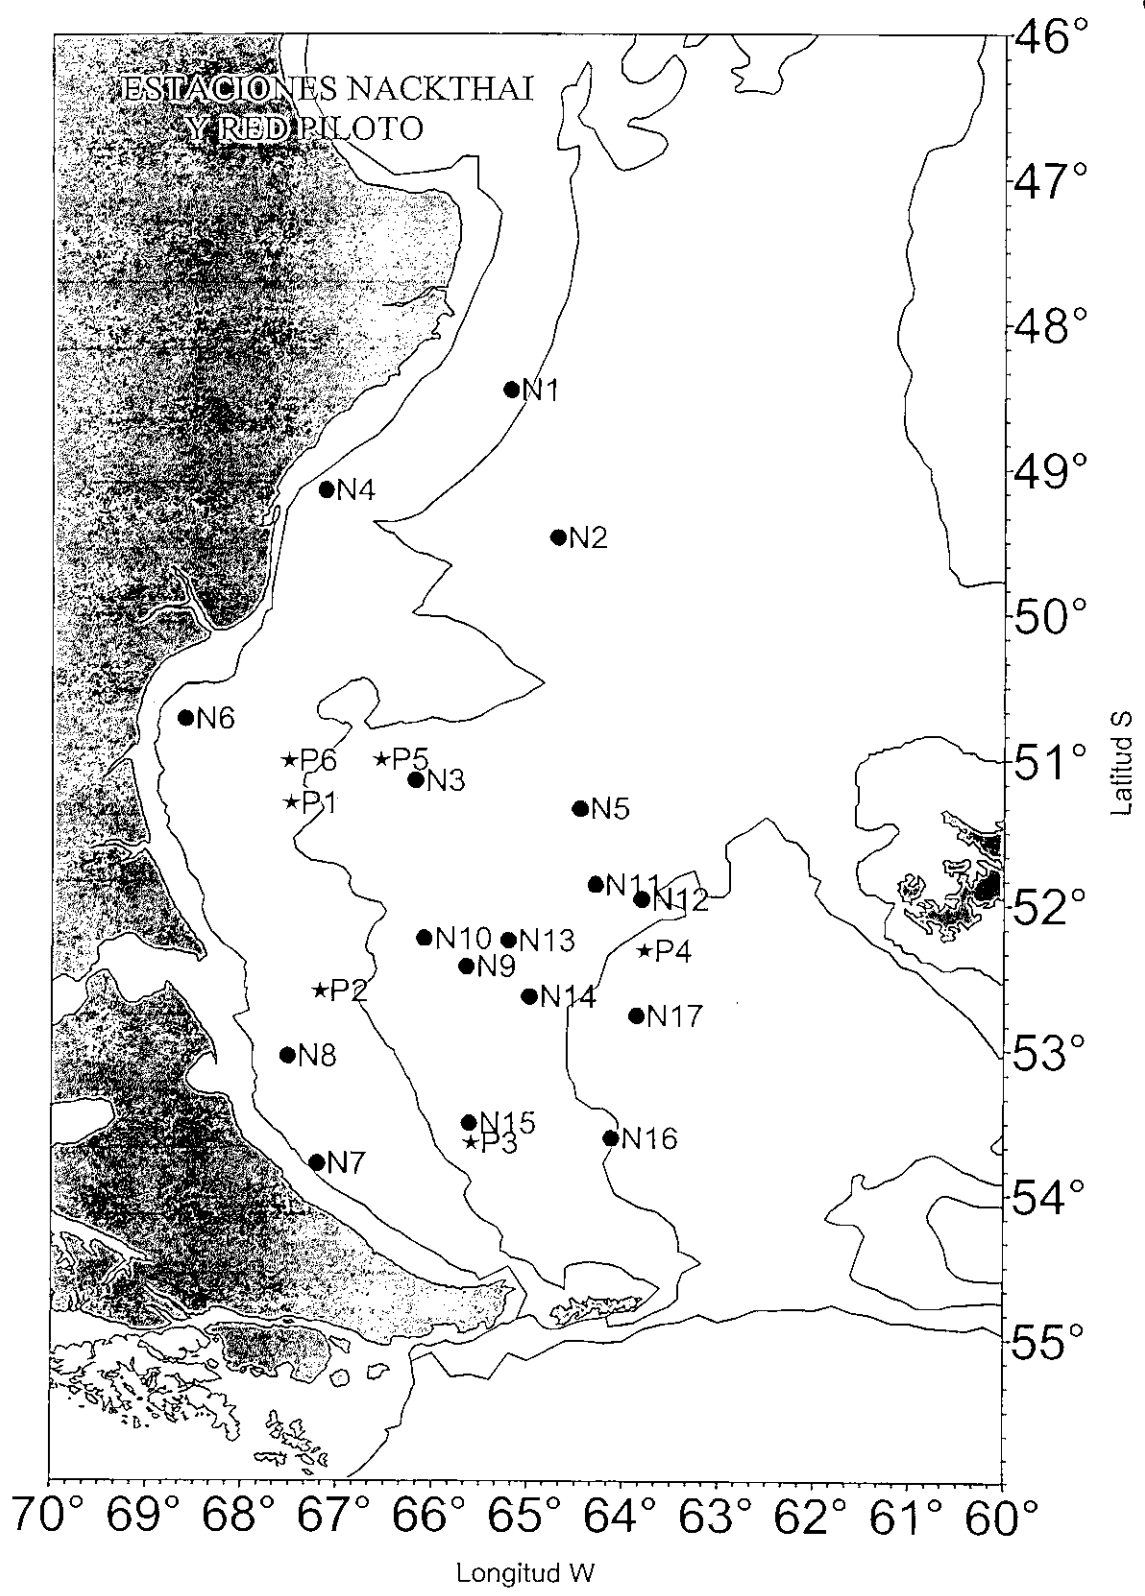 46°
ESTACIONES NACKTHAI
Y RED PILOTO
47°
48°
N1
49°
N4
N2
50°
N6
P6
P5
51°
N3
P1
N5
N11
N12
52°
N10
N13
P4
N9
P2
N14
N17
N8
53°
N15
N16
P3
N7
54°
55°
Latitud S
70° 69° 68° 67° 66° 65° 64° 63° 62° 61° 60°
Longitud W